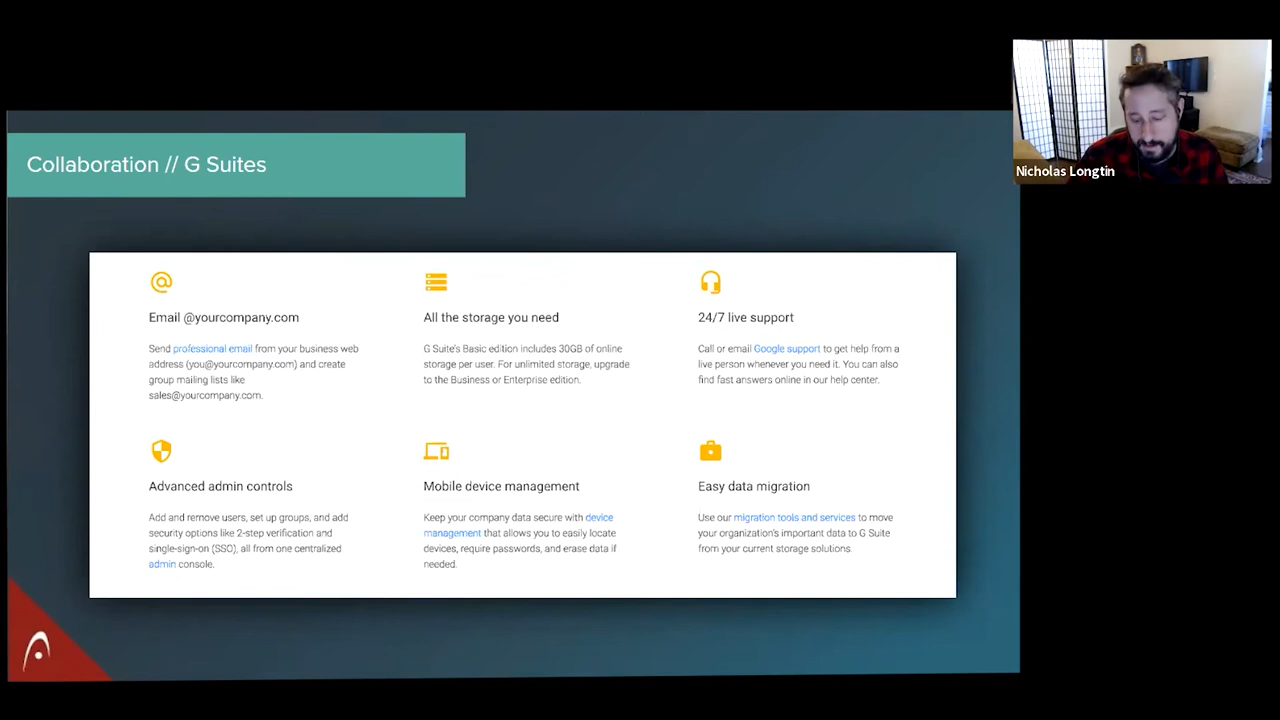 Collaboration // G Suites
Nicholas Longtin
Email @yourcompany.com
Send professional email from your business web
address (you@yourcompany.com) and create
group mailing lists like
sales@yourcompany.com.
All the storage you need
G Suite's Basic edition includes 30GB of online
storage per user. For unlimited storage, upgrade
to the Business or Enterprise edition.
24/7 live support
Call or email Google support to get help from a
live person whenever you need it. You can also
find fast answers online in our help center.
Advanced admin controls
Add and remove users, set up groups, and add
security options like 2-step verification and
single-sign-on (SSO), all from one centralized
admin console.
Mobile device management
Keep your company data secure with device
management that allows you to easily locate
devices, require passwords, and erase data if
needed.
Easy data migration
Use our migration tools and services to move
your organization's important data to G Suite
from your current storage solutions.